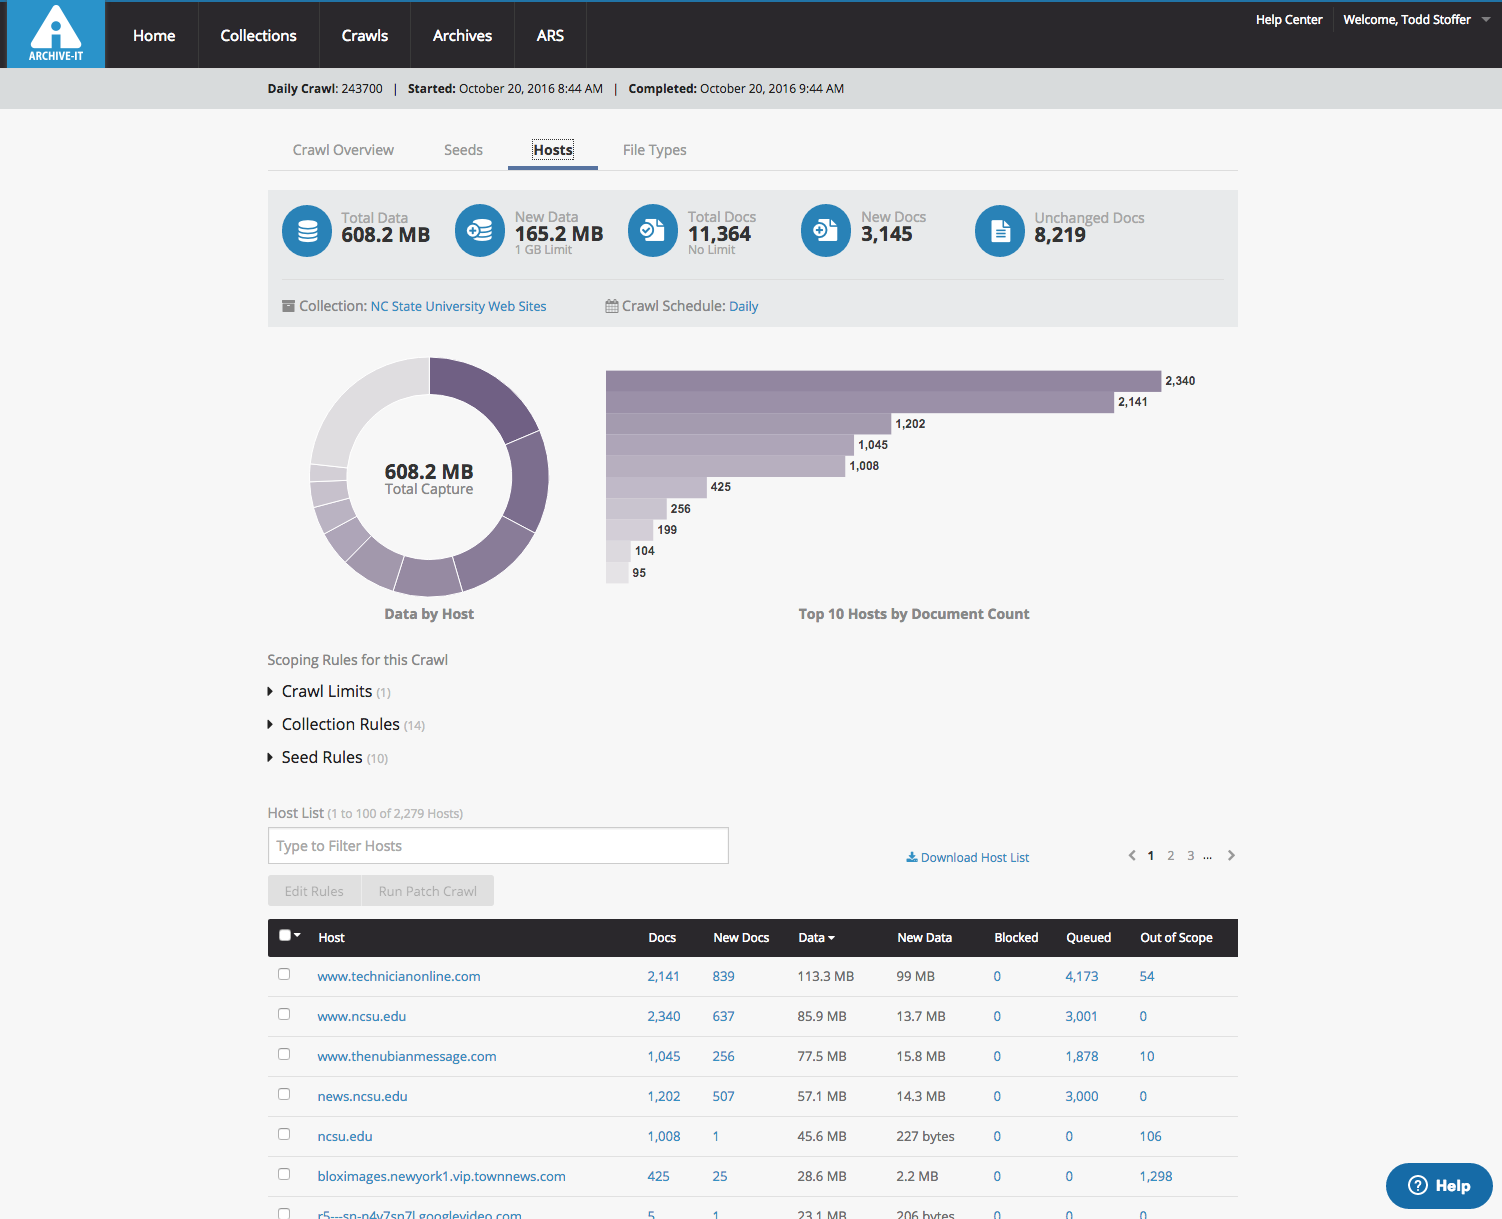 ARCHIVE-IT
Home Collections Crawls Archives ARS
Help Center Welcome, Todd Stoffer
Daily Crawl: 243700 | Started: October 20, 2016 8:44 AM | Completed: October 20, 2016 9:44 AM
Crawl Overview Seeds Hosts File Types
Total Data New Data Total Docs New Docs Unchanged Docs
608.2 MB 165.2 MB 11,364 3,145 8,219
1 GB Limit No Limit
Collection: NC State University Web Sites Crawl Schedule: Daily
608.2 MB
Total Capture
Data by Host
2,340
2,141
1,202
1,045
1,008
425
256
199
104
95
Top 10 Hosts by Document Count
Scoping Rules for this Crawl
Crawl Limits (1)
Collection Rules (14)
Seed Rules (10)
Host List (1 to 100 of 2,279 Hosts)
Type to Filter Hosts
Download Host List
1 2 3 ...
Edit Rules Run Patch Crawl
Host Docs New Docs Data New Data Blocked Queued Out of Scope
www.technicianonline.com 2,141 839 113.3 MB 99 MB 0 4,173 54
www.ncsu.edu 2,340 637 85.9 MB 13.7 MB 0 3,001 0
www.thenubianmessage.com 1,045 256 77.5 MB 15.8 MB 0 1,878 10
news.ncsu.edu 1,202 507 57.1 MB 14.3 MB 0 3,000 0
ncsu.edu 1,008 1 45.6 MB 227 bytes 0 0 106
bloximages.newyork1.vip.townnews.com 425 25 28.6 MB 2.2 MB 0 0 1,298
r5---sn-n4v7sn7l.googlevideo.com 5 1 23.1 MB 206 bytes 0 0 0
Help